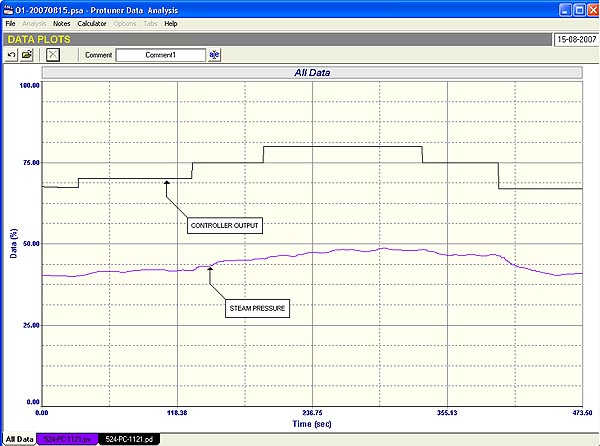 O1-20070815.psa - Protuner Data Analysis
File Analysis Notes Calculator Options Tabs Help
DATA PLOTS
15-08-2007
Comment
Comment1
All Data
100.00
75.00
CONTROLLER OUTPUT
50.00
Data (%)
STEAM PRESSURE
25.00
0.00
0.00 118.38 236.75 355.13 473.50
Time (sec)
All Data 524-PC-1121.pv 524-PC-1121.pd